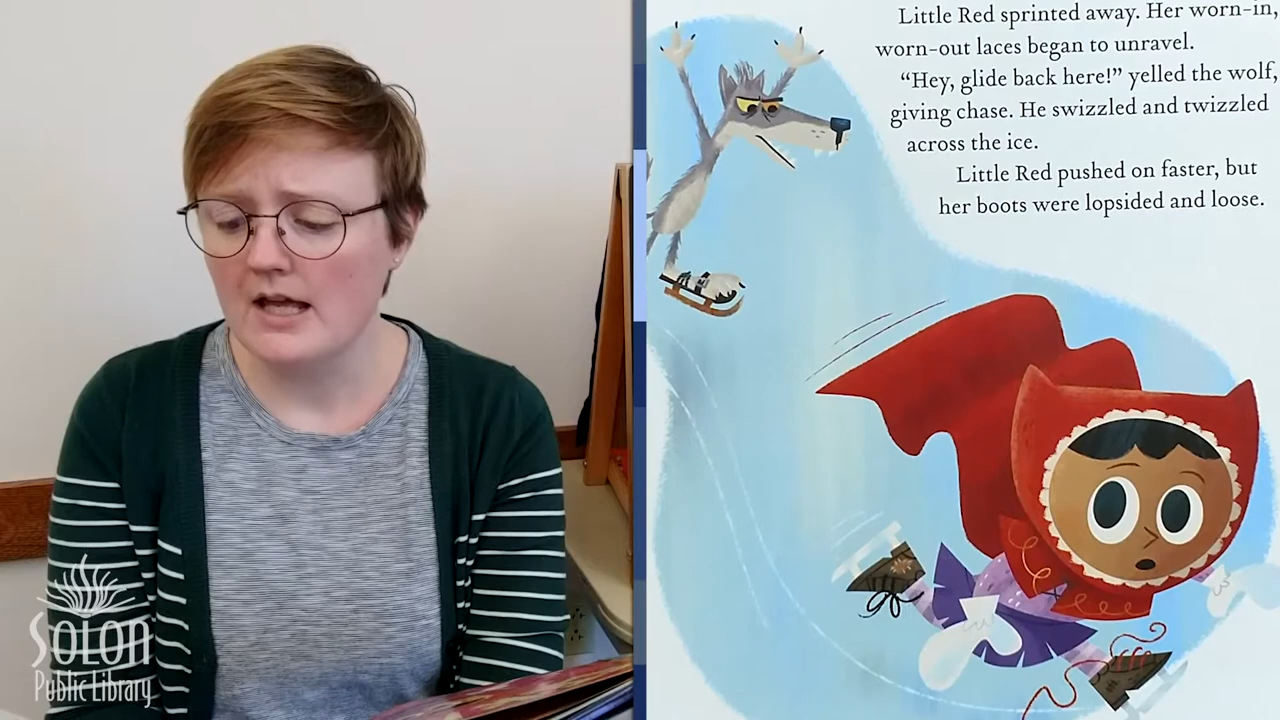 Little Red sprinted away. Her worn-in,
worn-out laces began to unravel.
“Hey, glide back here!” yelled the wolf,
giving chase. He swizzled and twizzled
across the ice.
Little Red pushed on faster, but
her boots were lopsided and loose.
SOLON
Public Library